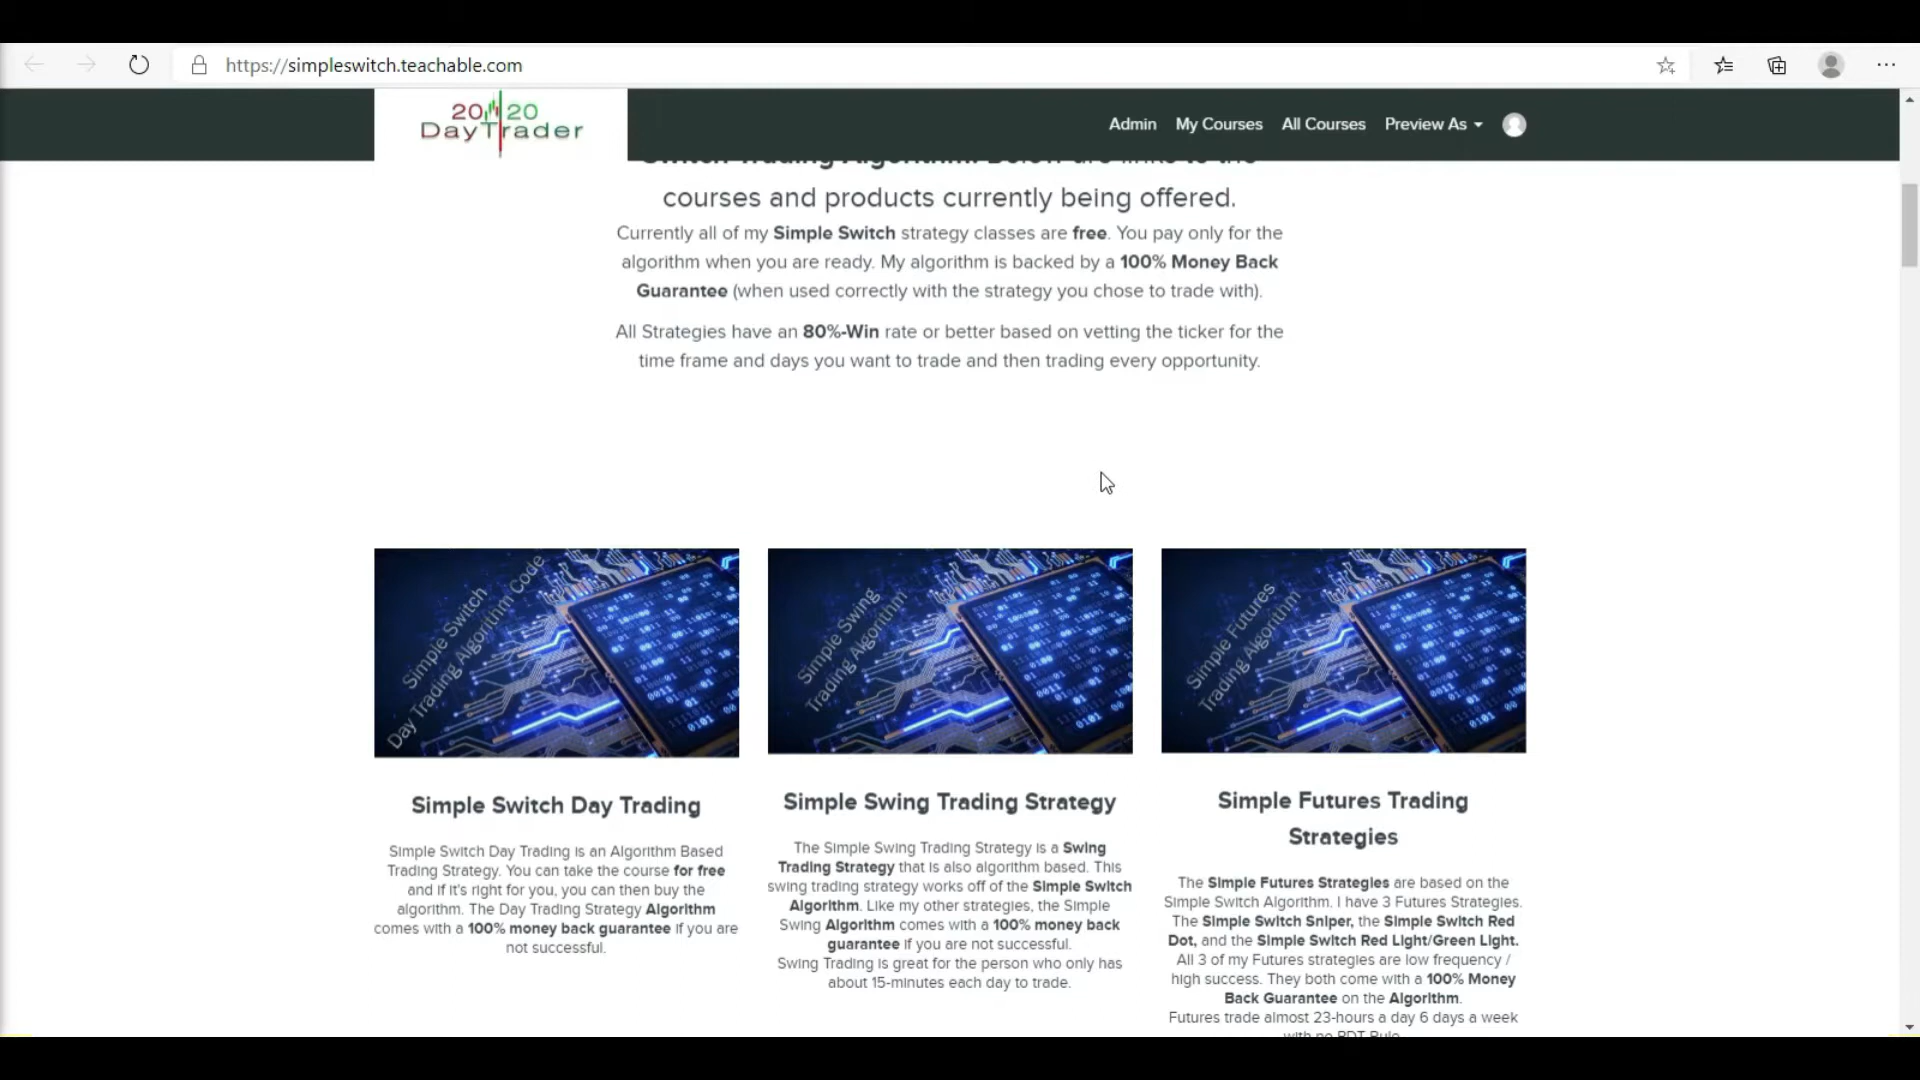 https://simpleswitch.teachable.com
20 20
DayTrader
Admin
My Courses
All Courses
Preview As
Switch Trading Algorithm. Below are links to the
courses and products currently being offered.
Currently all of my Simple Switch strategy classes are free. You pay only for the
algorithm when you are ready. My algorithm is backed by a 100% Money Back
Guarantee (when used correctly with the strategy you chose to trade with).
All Strategies have an 80%-Win rate or better based on vetting the ticker for the
time frame and days you want to trade and then trading every opportunity.
Simple Switch
Day Trading Algorithm Code
Simple Swing
Trading Algorithm
Simple Futures
Trading Algorithm
Simple Switch Day Trading
Simple Switch Day Trading is an Algorithm Based
Trading Strategy. You can take the course for free
and if it's right for you, you can then buy the
algorithm. The Day Trading Strategy Algorithm
comes with a 100% money back guarantee if you are
not successful.
Simple Swing Trading Strategy
The Simple Swing Trading Strategy is a Swing
Trading Strategy that is also algorithm based. This
swing trading strategy works off of the Simple Switch
Algorithm. Like my other strategies, the Simple
Swing Algorithm comes with a 100% money back
guarantee if you are not successful.
Swing Trading is great for the person who only has
about 15-minutes each day to trade.
Simple Futures Trading
Strategies
The Simple Futures Strategies are based on the
Simple Switch Algorithm. I have 3 Futures Strategies.
The Simple Switch Sniper, the Simple Switch Red
Dot, and the Simple Switch Red Light/Green Light.
All 3 of my Futures strategies are low frequency /
high success. They both come with a 100% Money
Back Guarantee on the Algorithm.
Futures trade almost 23-hours a day 6 days a week
with no PDT Rule.